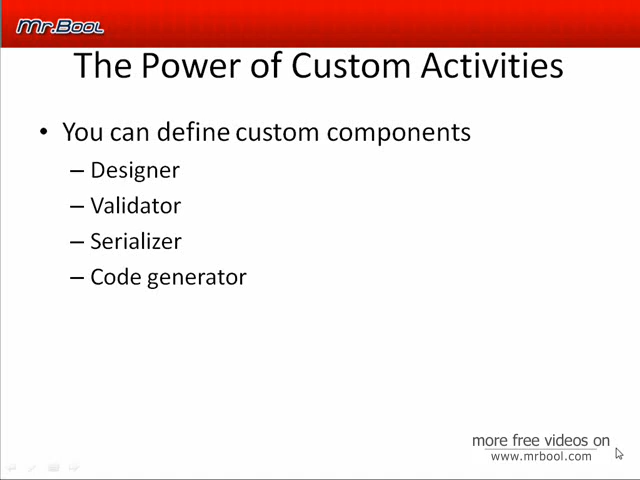 Mr.Bool
The Power of Custom Activities
• You can define custom components
– Designer
– Validator
– Serializer
– Code generator
more free videos on
www.mrbool.com